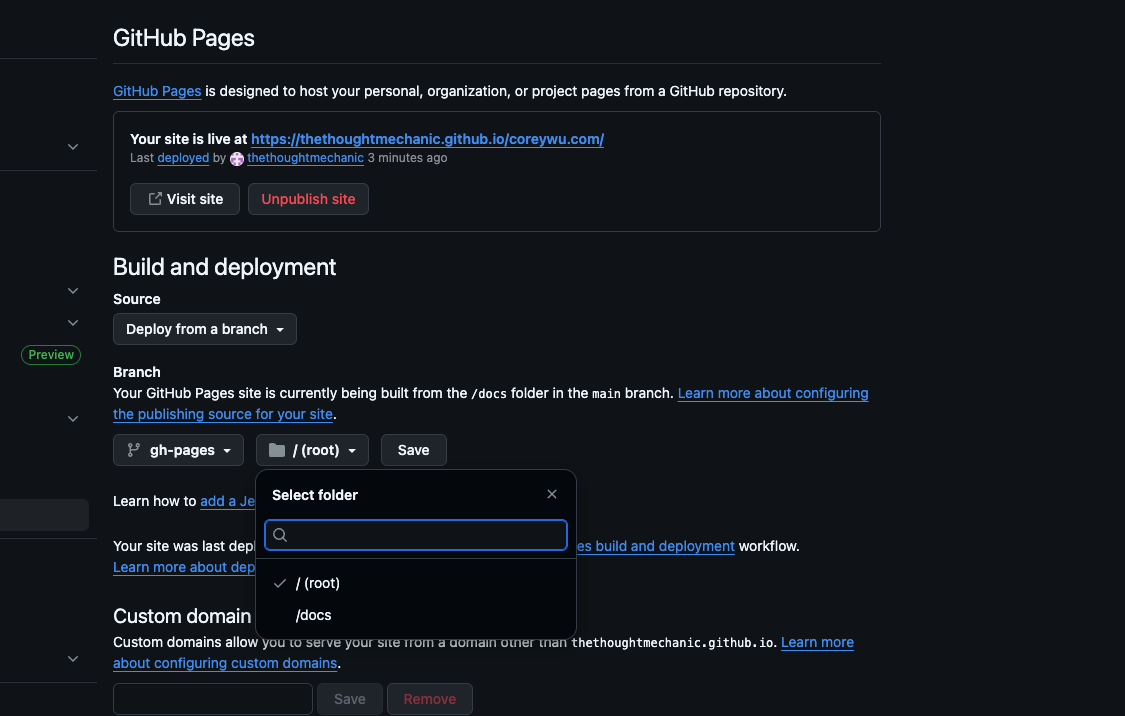 GitHub Pages
GitHub Pages is designed to host your personal, organization, or project pages from a GitHub repository.
Your site is live at https://thethoughtmechanic.github.io/coreywu.com/
Last deployed by thethoughtmechanic 3 minutes ago
Visit site
Unpublish site
Build and deployment
Source
Deploy from a branch
Preview
Branch
Your GitHub Pages site is currently being built from the /docs folder in the main branch. Learn more about configuring
the publishing source for your site.
gh-pages
/ (root)
Save
Select folder
Learn how to add a Je
Your site was last depl
es build and deployment workflow.
Learn more about dep
/ (root)
/docs
Custom domain
Custom domains allow you to serve your site from a domain other than thethoughtmechanic.github.io. Learn more
about configuring custom domains.
Save
Remove